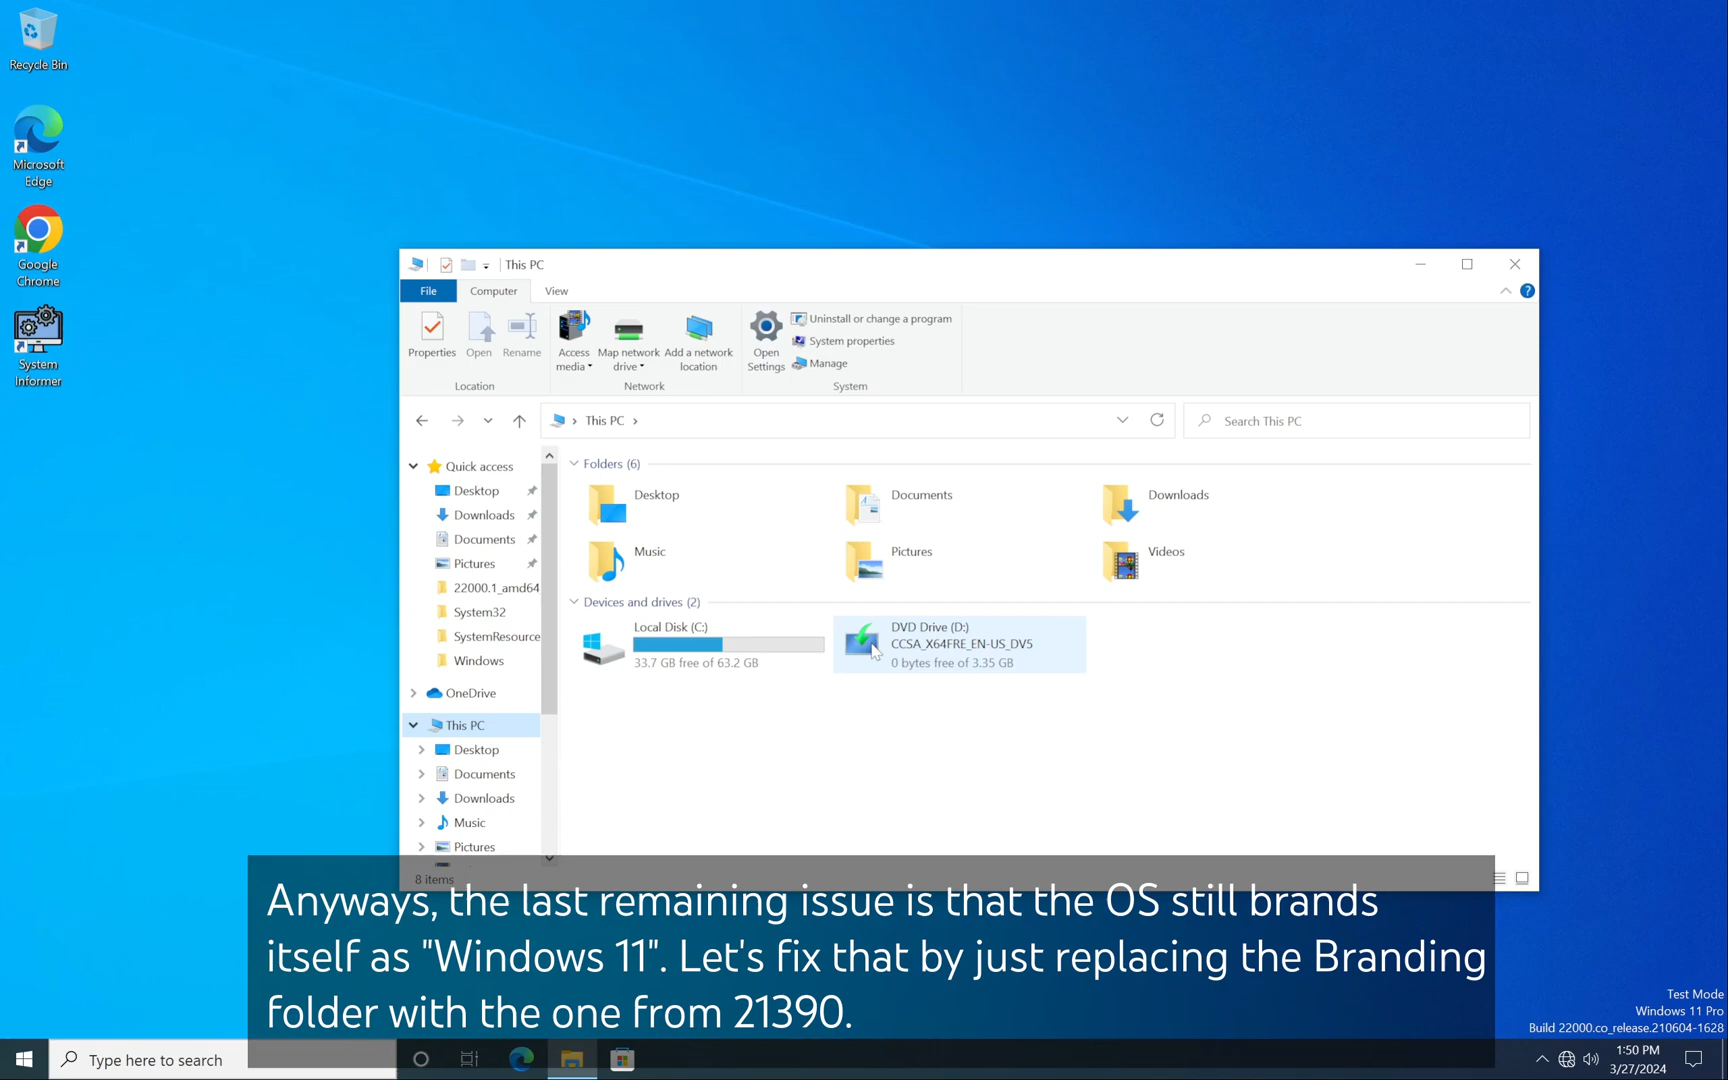 Recycle Bin
Microsoft
Edge
Google
Chrome
System
Informer
This PC
File
Computer
View
Properties
Open
Rename
Access
media
Map network
drive
Add a network
location
Open
Settings
Uninstall or change a program
System properties
Manage
Location
Network
System
This PC
Search This PC
Quick access
Desktop
Downloads
Documents
Pictures
22000.1_amd64
System32
SystemResource
Windows
OneDrive
This PC
Desktop
Documents
Downloads
Music
Pictures
Folders (6)
Desktop
Documents
Downloads
Music
Pictures
Videos
Devices and drives (2)
Local Disk (C:)
33.7 GB free of 63.2 GB
DVD Drive (D:)
CCSA_X64FRE_EN-US_DV5
0 bytes free of 3.35 GB
8 items
Anyways, the last remaining issue is that the OS still brands
itself as "Windows 11". Let's fix that by just replacing the Branding
folder with the one from 21390.
Test Mode
Windows 11 Pro
Build 22000.co_release.210604-1628
Type here to search
1:50 PM
3/27/2024